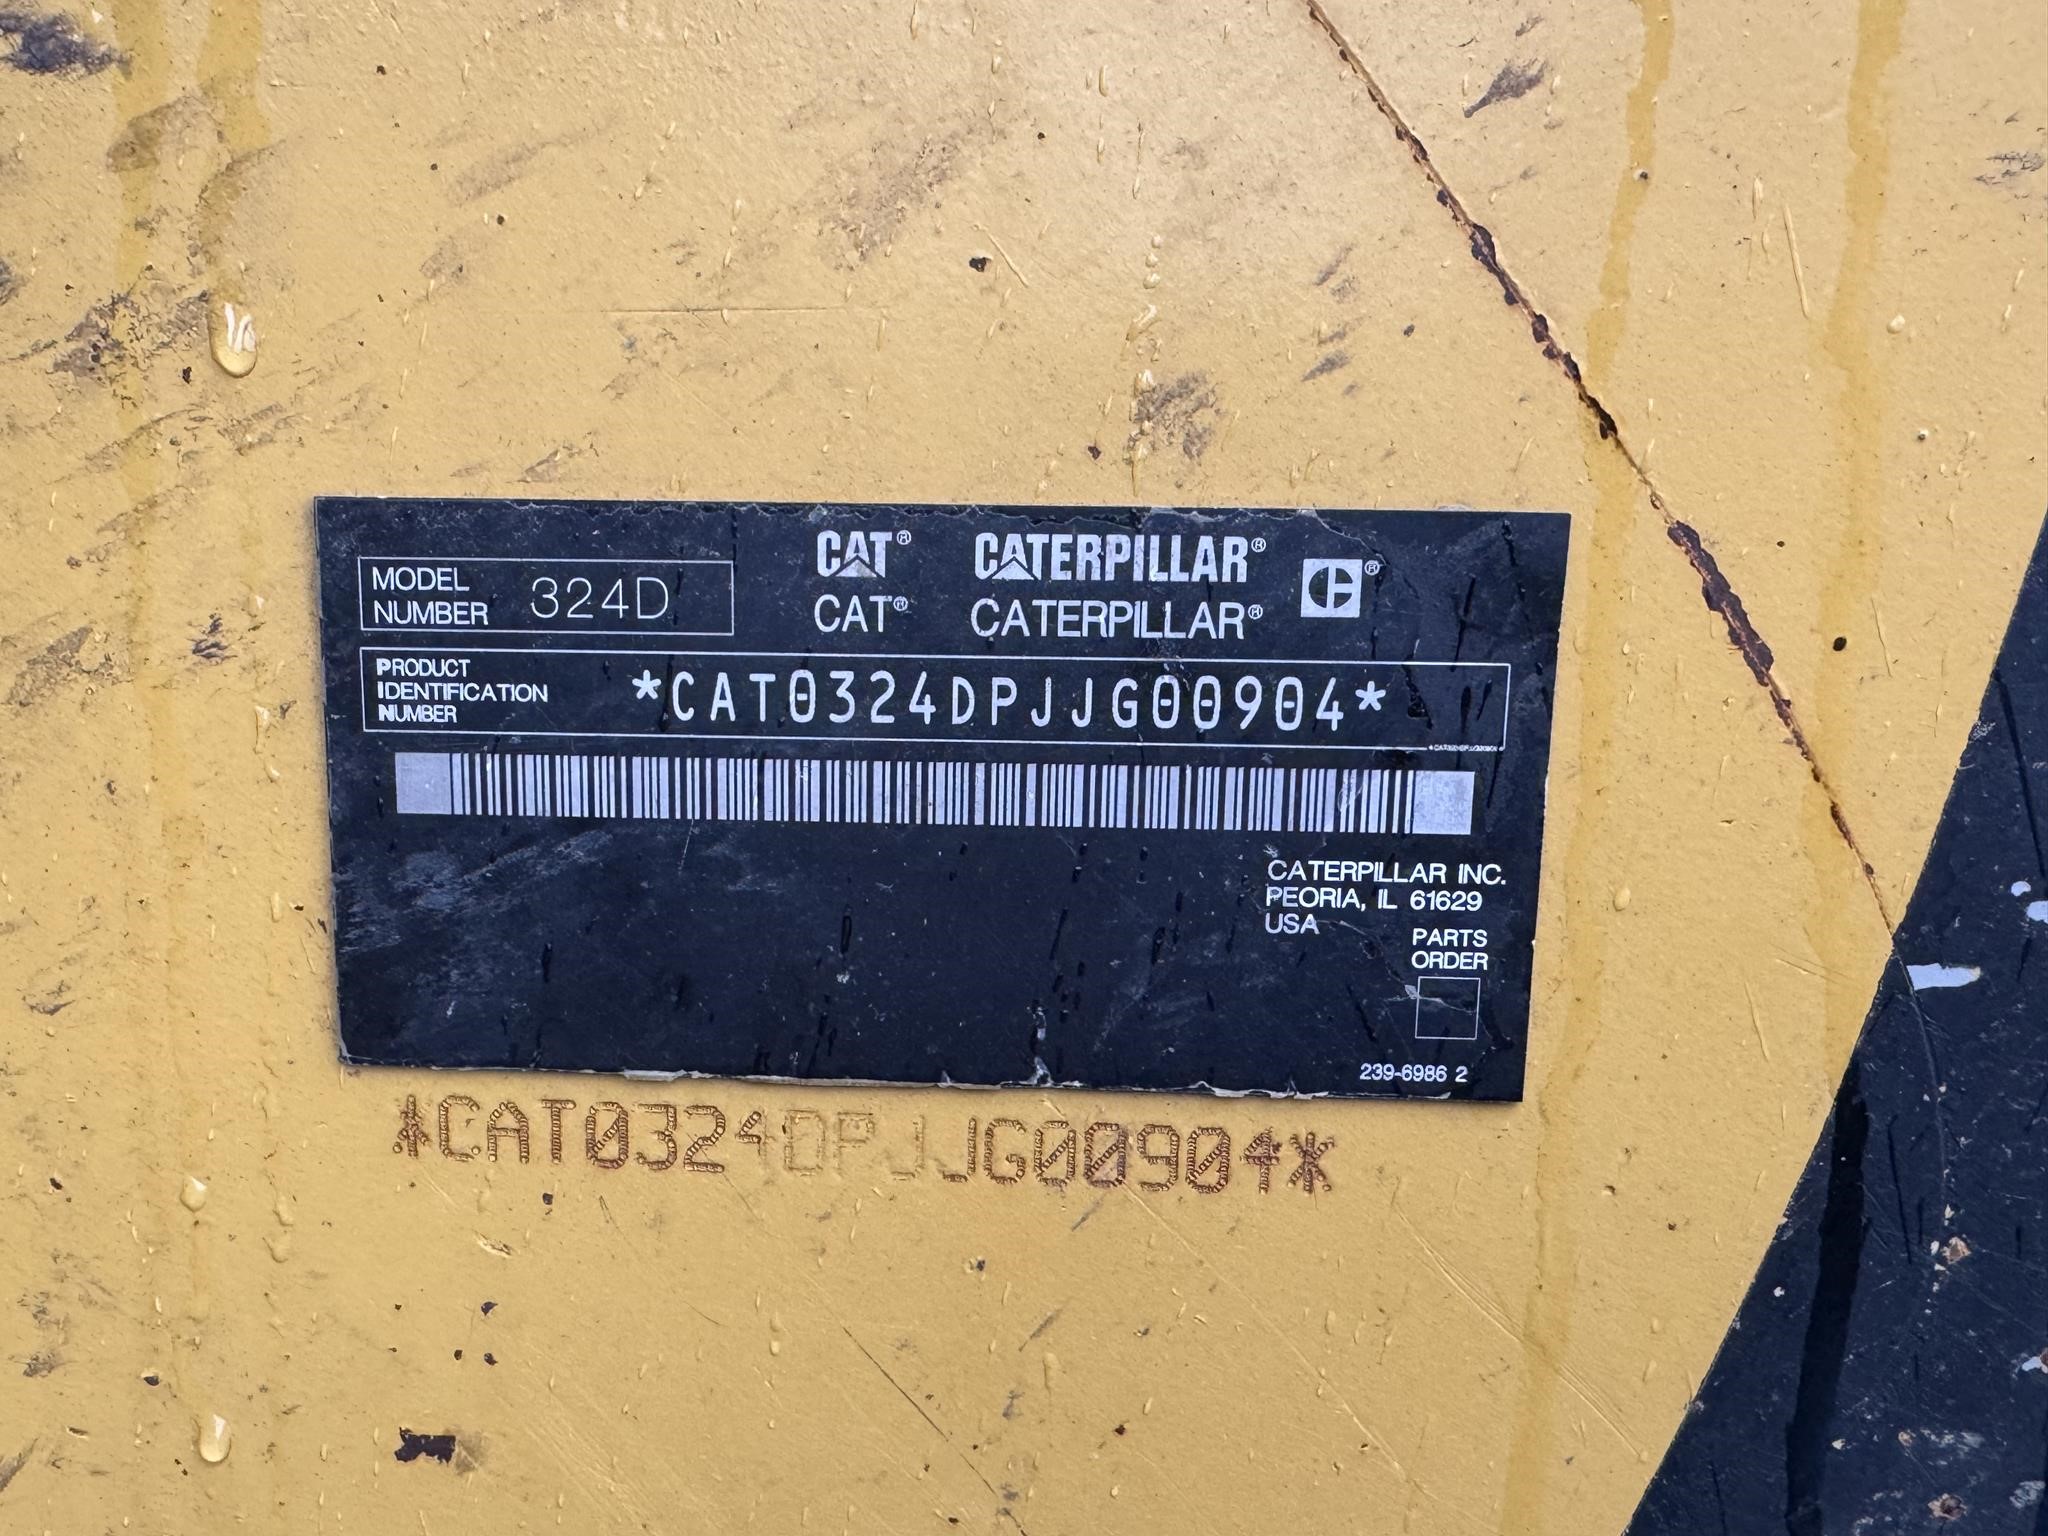 MODEL NUMBER 324D
CAT® CATERPILLAR® ®
CAT® CATERPILLAR®
PRODUCT IDENTIFICATION NUMBER *CAT0324DPJJG00904*
CATERPILLAR INC.
PEORIA, IL 61629
USA
PARTS
ORDER
239-6986 2
*CAT0324DPJJG00904*